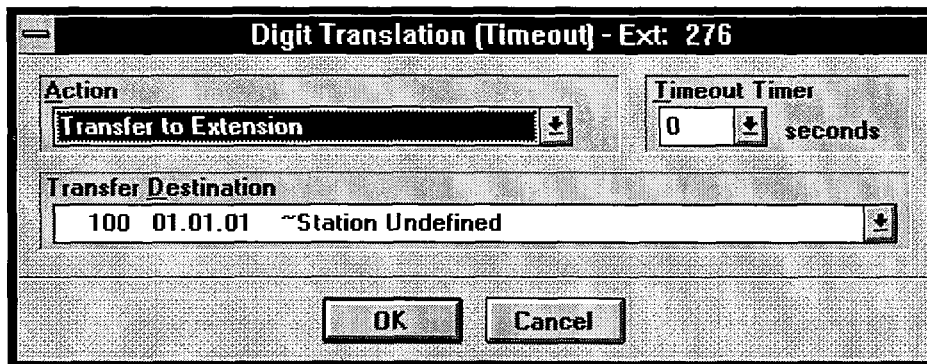 Digit Translation (Timeout) - Ext: 276
Action
Timeout Timer
Transfer to Extension
0 seconds
Transfer Destination
100 01.01.01 ~Station Undefined
OK Cancel